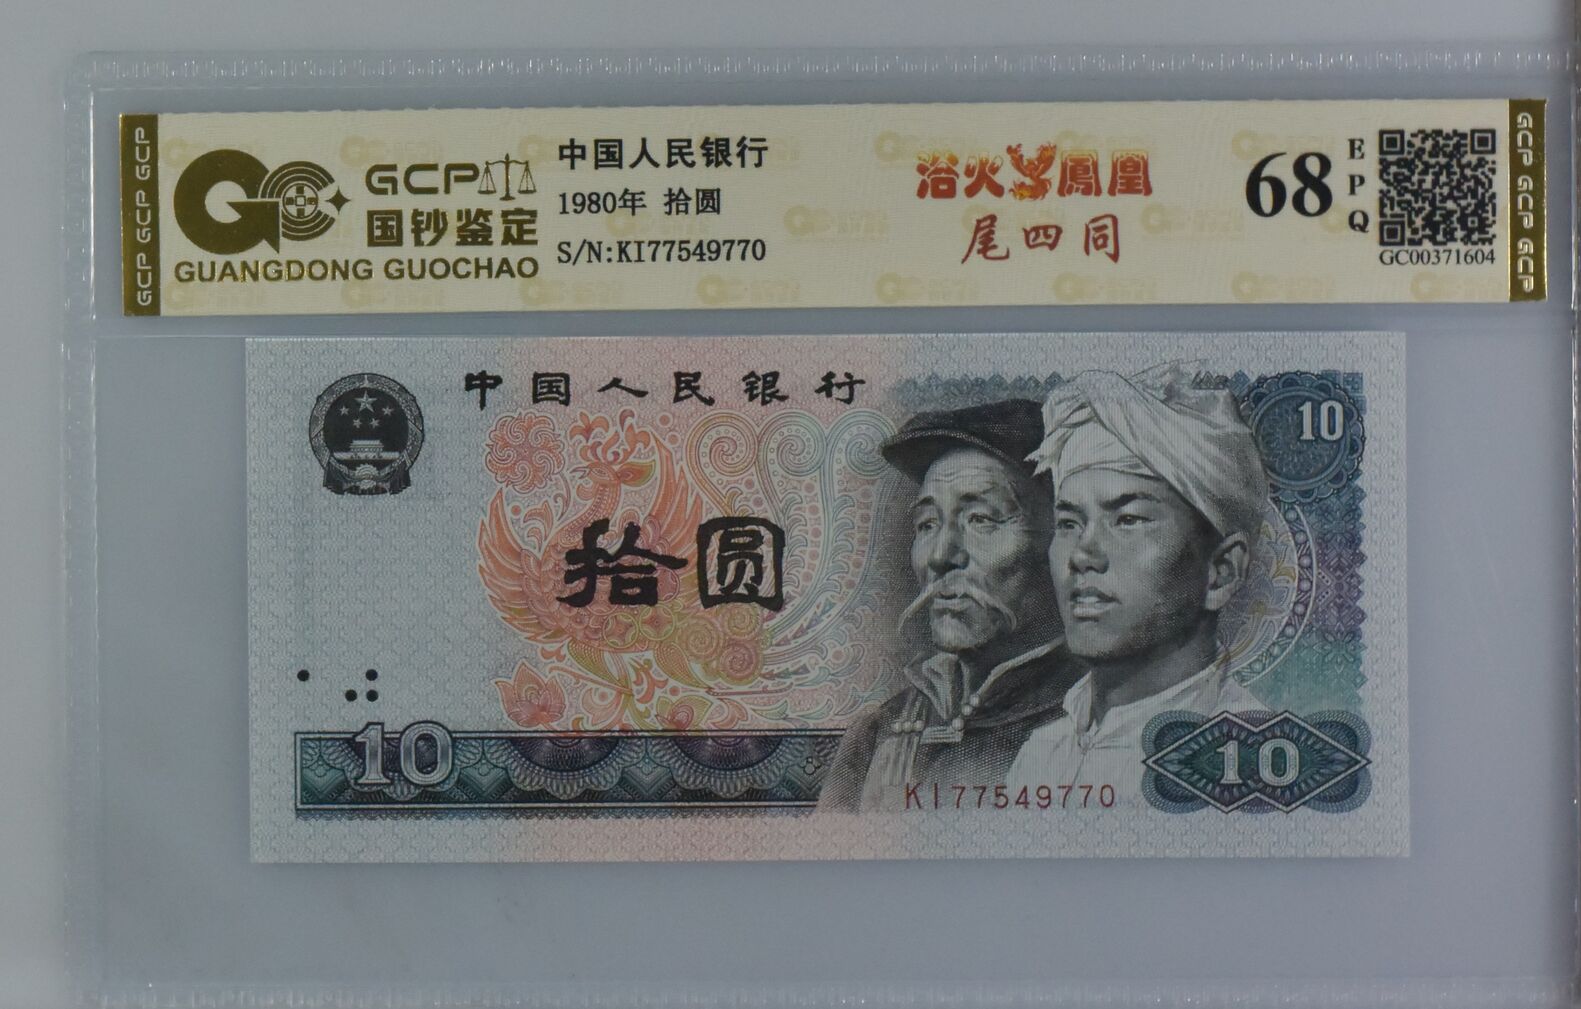 GCP GCP GCP
GCP
国钞鉴定
GUANGDONG GUOCHAO
中国人民银行
1980年 拾圆
S/N:KI77549770
浴火鳳凰
尾四同
68
EPQ
GC00371604
GCP GCP GCP
中国人民银行
10
拾圆
10
10
KI77549770